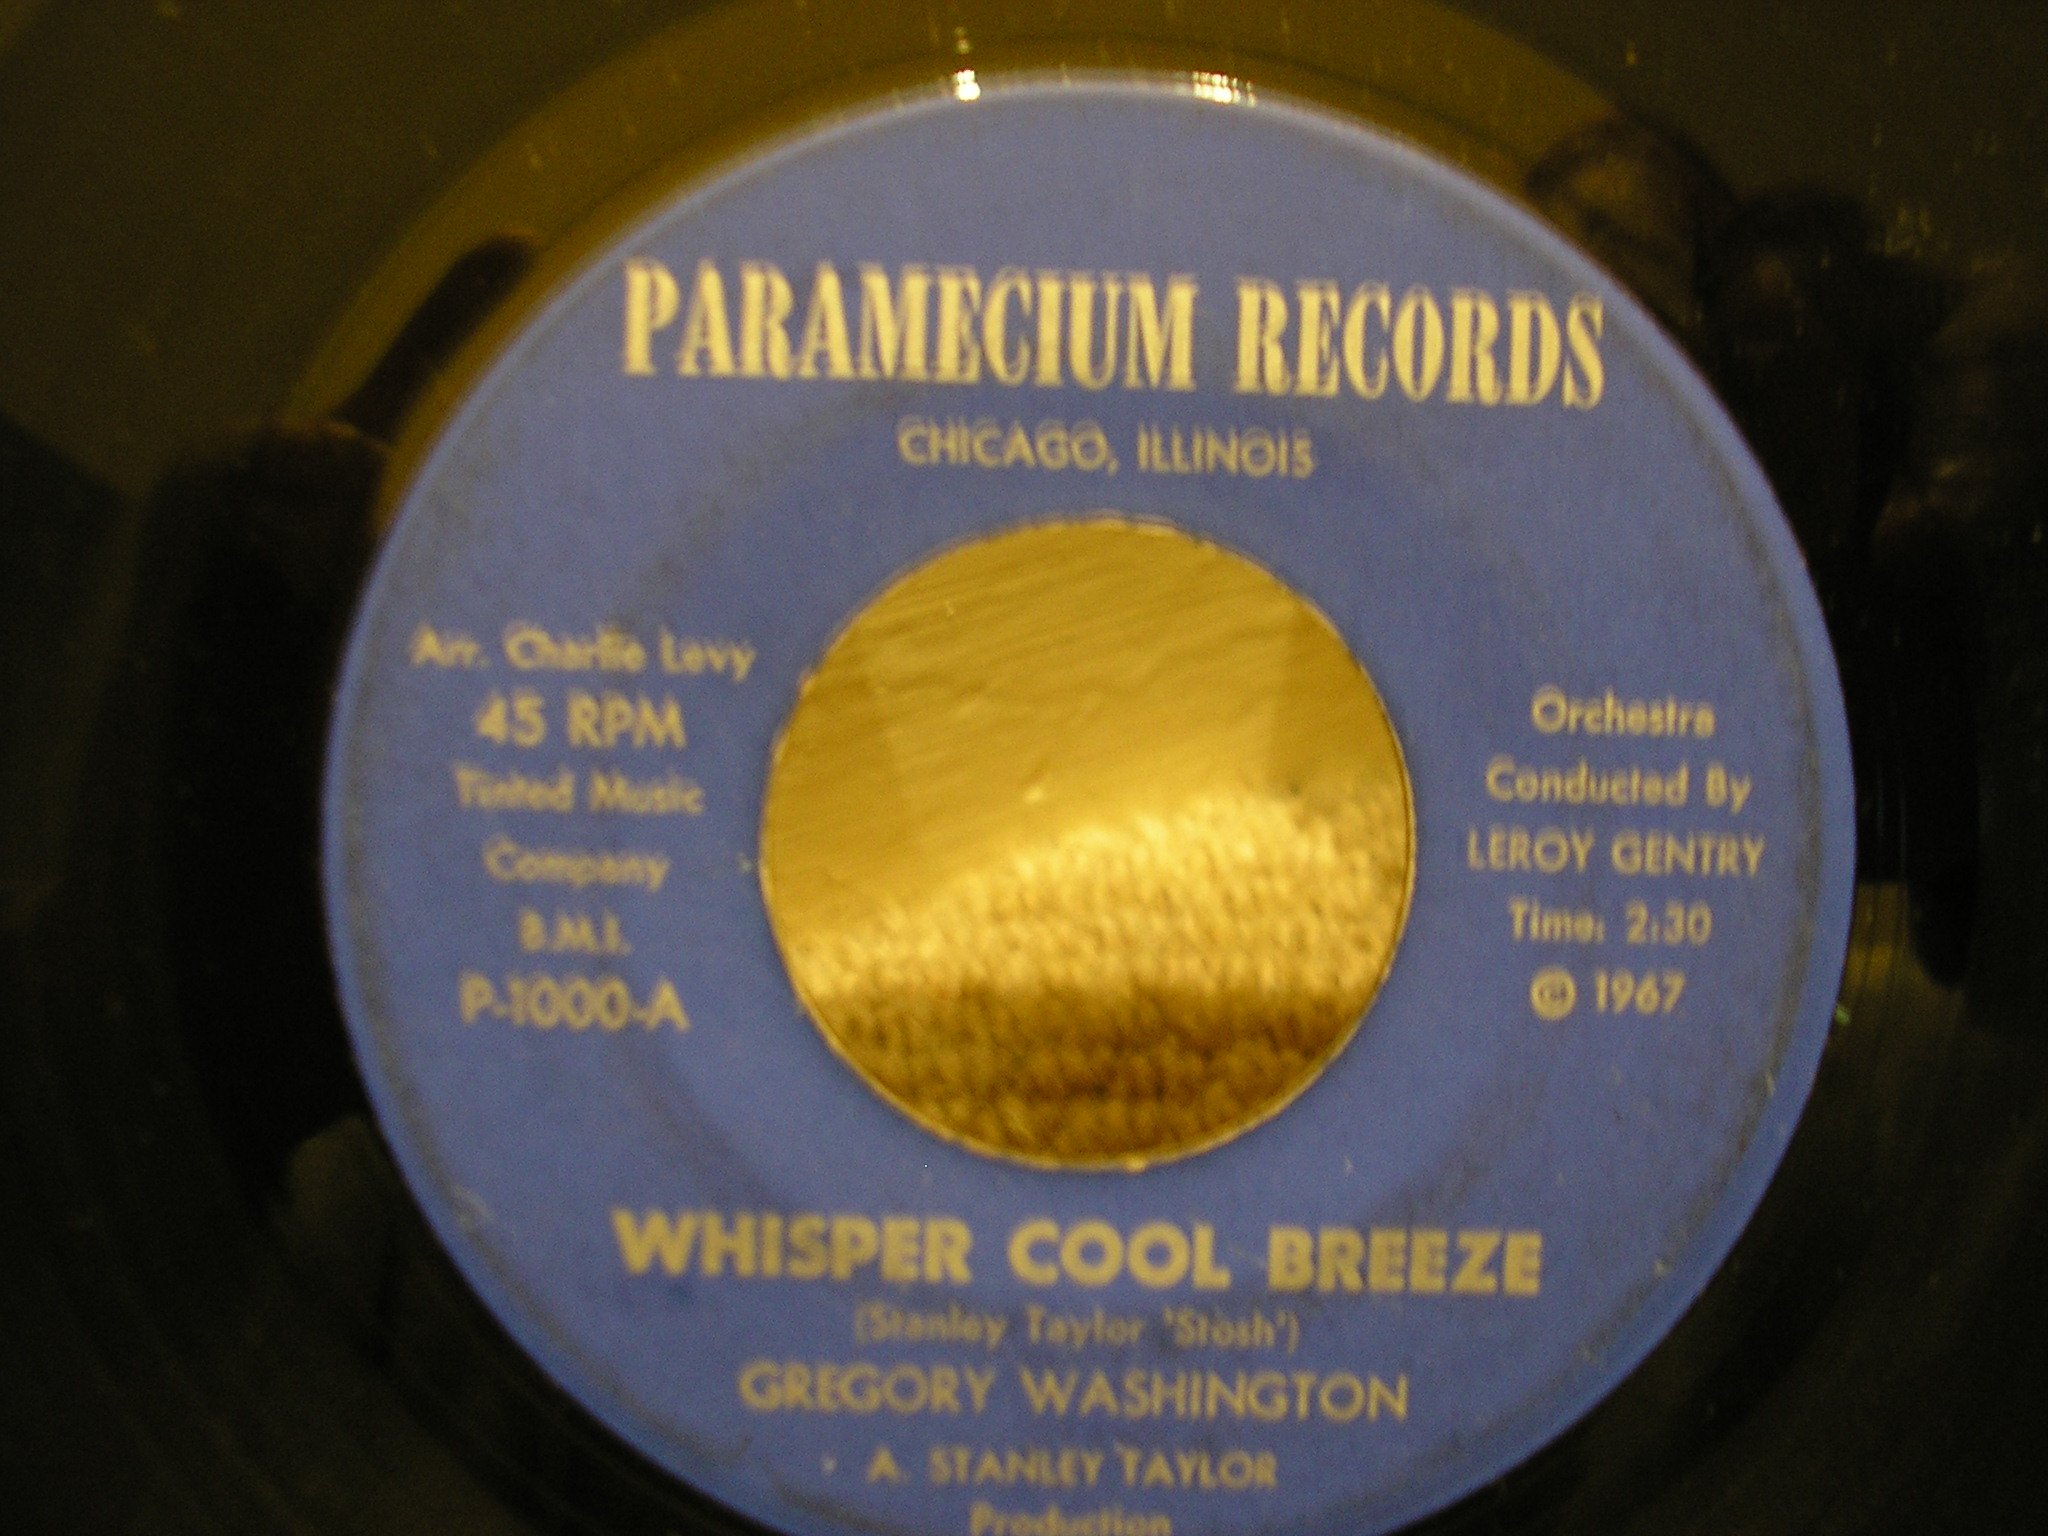 PARAMECIUM RECORDS
CHICAGO, ILLINOIS
Arr. Charlie Levy
45 RPM
Tinted Music
Company
B.M.I.
P-1000-A
Orchestra
Conducted By
LEROY GENTRY
Time: 2:30
© 1967
WHISPER COOL BREEZE
(Stanley Taylor 'Stosh')
GREGORY WASHINGTON
A. STANLEY TAYLOR
Production